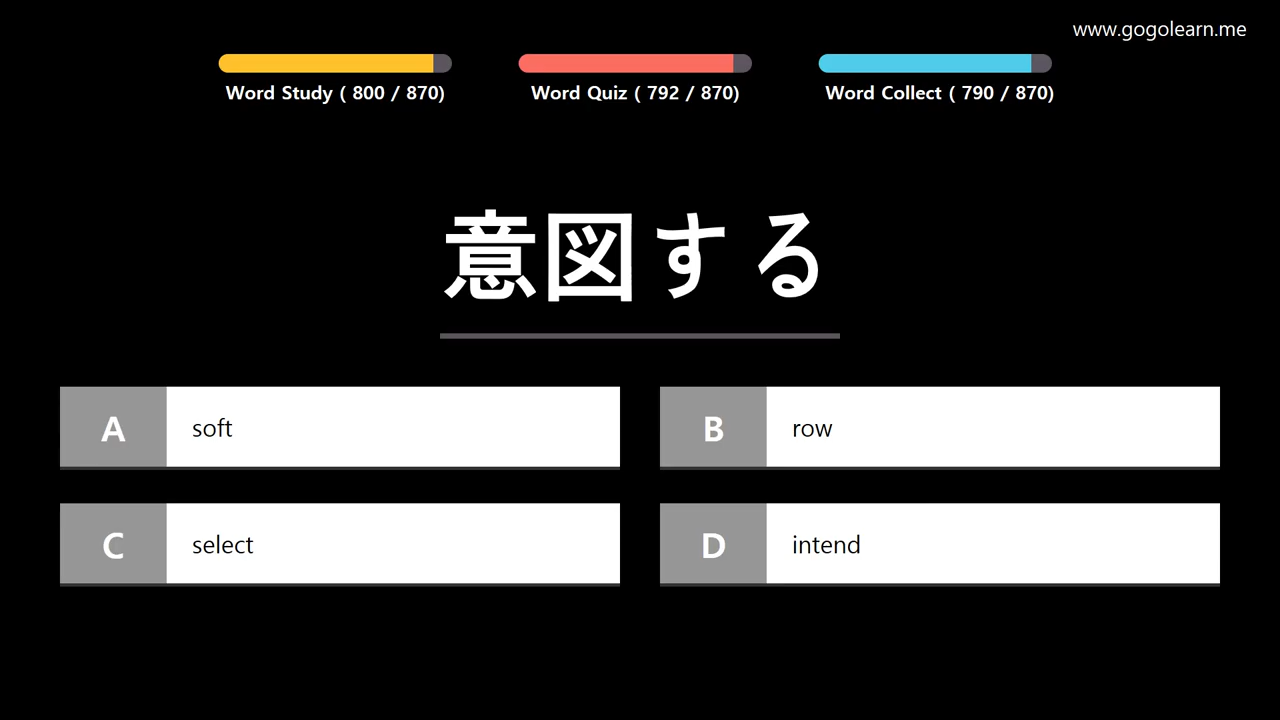 www.gogolearn.me
Word Study ( 800 / 870)
Word Quiz ( 792 / 870)
Word Collect ( 790 / 870)
意図する
A soft
B row
C select
D intend